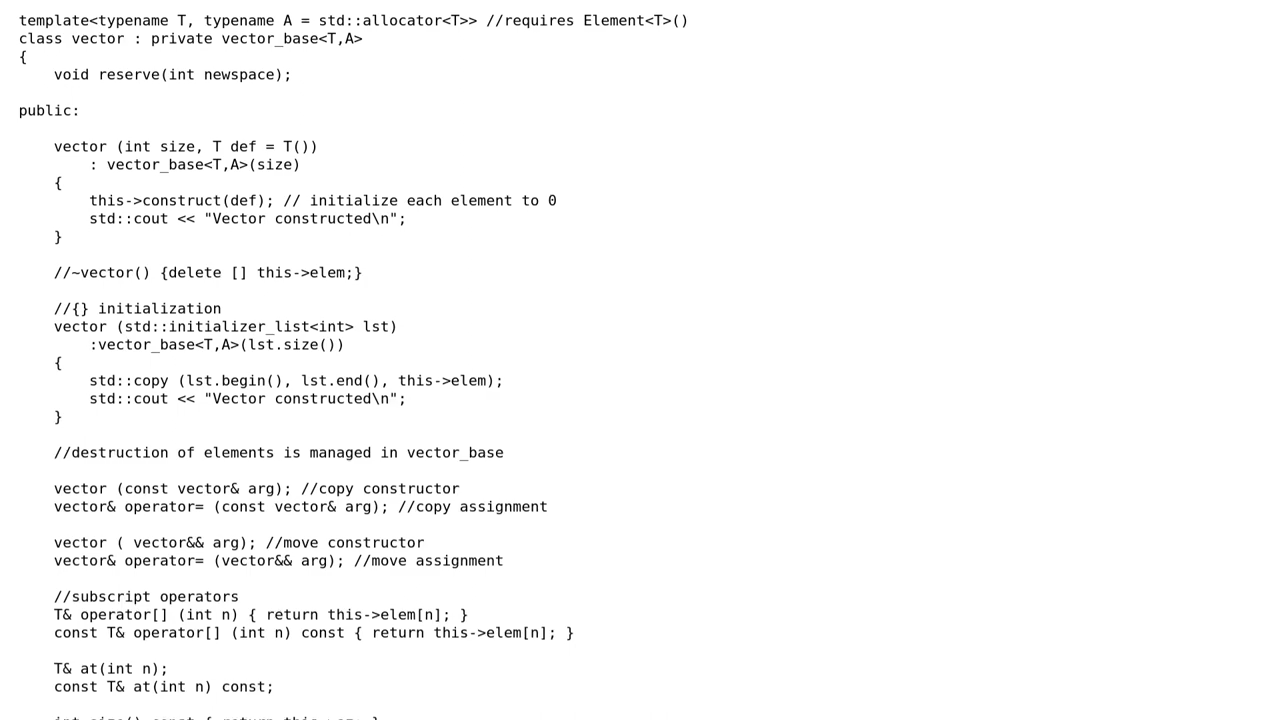 template<typename T, typename A = std::allocator<T>> //requires Element<T>()
class vector : private vector_base<T,A>
{
    void reserve(int newspace);

public:

    vector (int size, T def = T())
        : vector_base<T,A>(size)
    {
        this->construct(def); // initialize each element to 0
        std::cout << "Vector constructed\n";
    }

    //~vector() {delete [] this->elem;}

    //{} initialization
    vector (std::initializer_list<int> lst)
        :vector_base<T,A>(lst.size())
    {
        std::copy (lst.begin(), lst.end(), this->elem);
        std::cout << "Vector constructed\n";
    }

    //destruction of elements is managed in vector_base

    vector (const vector& arg); //copy constructor
    vector& operator= (const vector& arg); //copy assignment

    vector ( vector&& arg); //move constructor
    vector& operator= (vector&& arg); //move assignment

    //subscript operators
    T& operator[] (int n) { return this->elem[n]; }
    const T& operator[] (int n) const { return this->elem[n]; }

    T& at(int n);
    const T& at(int n) const;